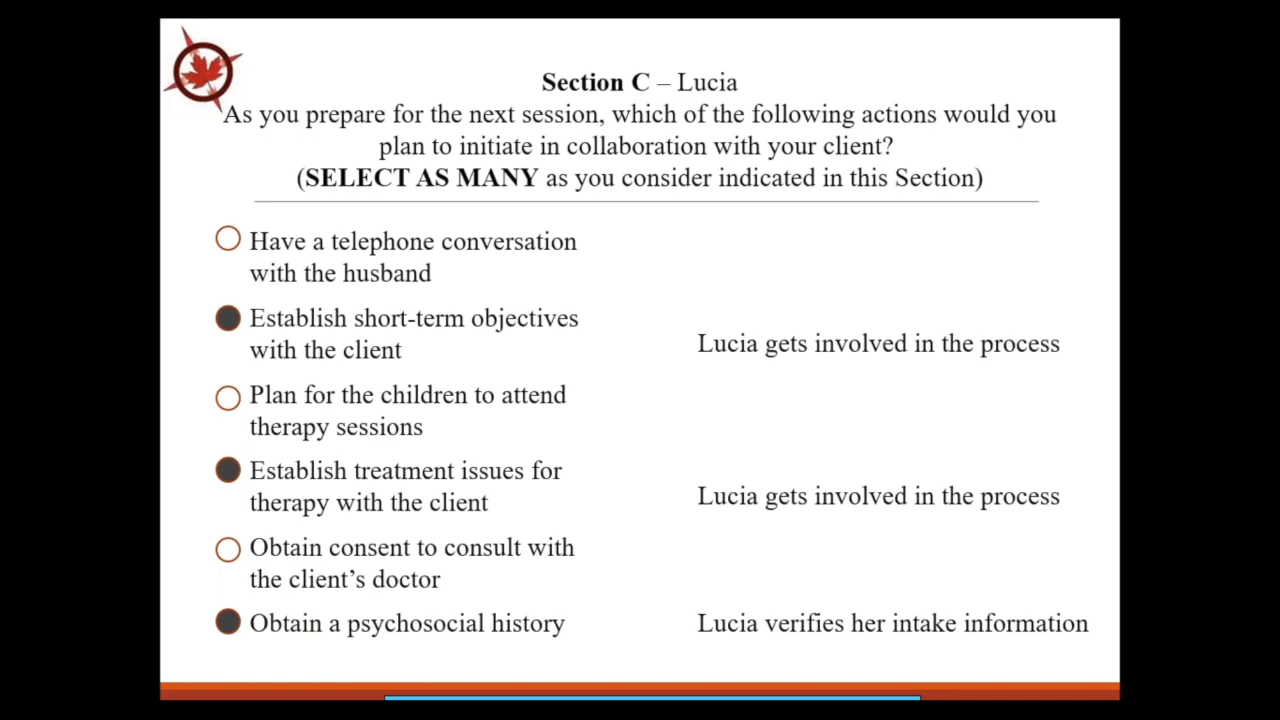 Section C – Lucia
As you prepare for the next session, which of the following actions would you
plan to initiate in collaboration with your client?
(SELECT AS MANY as you consider indicated in this Section)
Have a telephone conversation
with the husband
Establish short-term objectives
with the client
Lucia gets involved in the process
Plan for the children to attend
therapy sessions
Establish treatment issues for
therapy with the client
Lucia gets involved in the process
Obtain consent to consult with
the client’s doctor
Obtain a psychosocial history
Lucia verifies her intake information